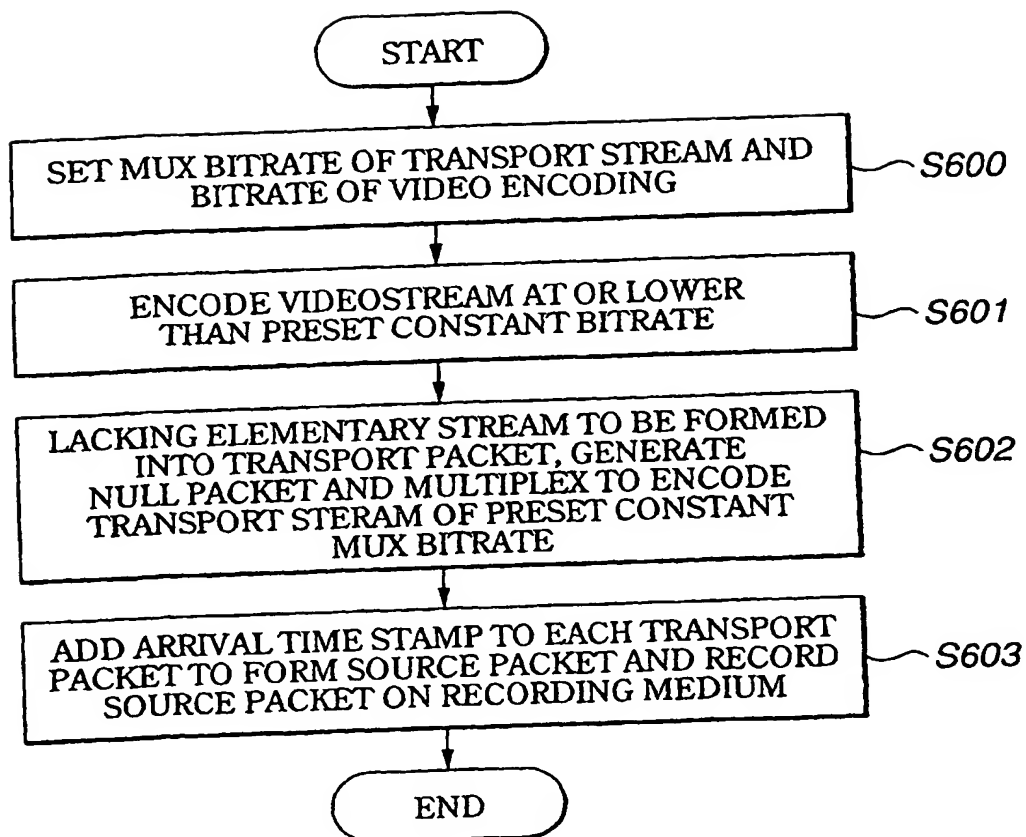 START
SET MUX BITRATE OF TRANSPORT STREAM AND
BITRATE OF VIDEO ENCODING
S600
ENCODE VIDEOSTREAM AT OR LOWER
THAN PRESET CONSTANT BITRATE
S601
LACKING ELEMENTARY STREAM TO BE FORMED
INTO TRANSPORT PACKET, GENERATE
NULL PACKET AND MULTIPLEX TO ENCODE
TRANSPORT STERAM OF PRESET CONSTANT
MUX BITRATE
S602
ADD ARRIVAL TIME STAMP TO EACH TRANSPORT
PACKET TO FORM SOURCE PACKET AND RECORD
SOURCE PACKET ON RECORDING MEDIUM
S603
END